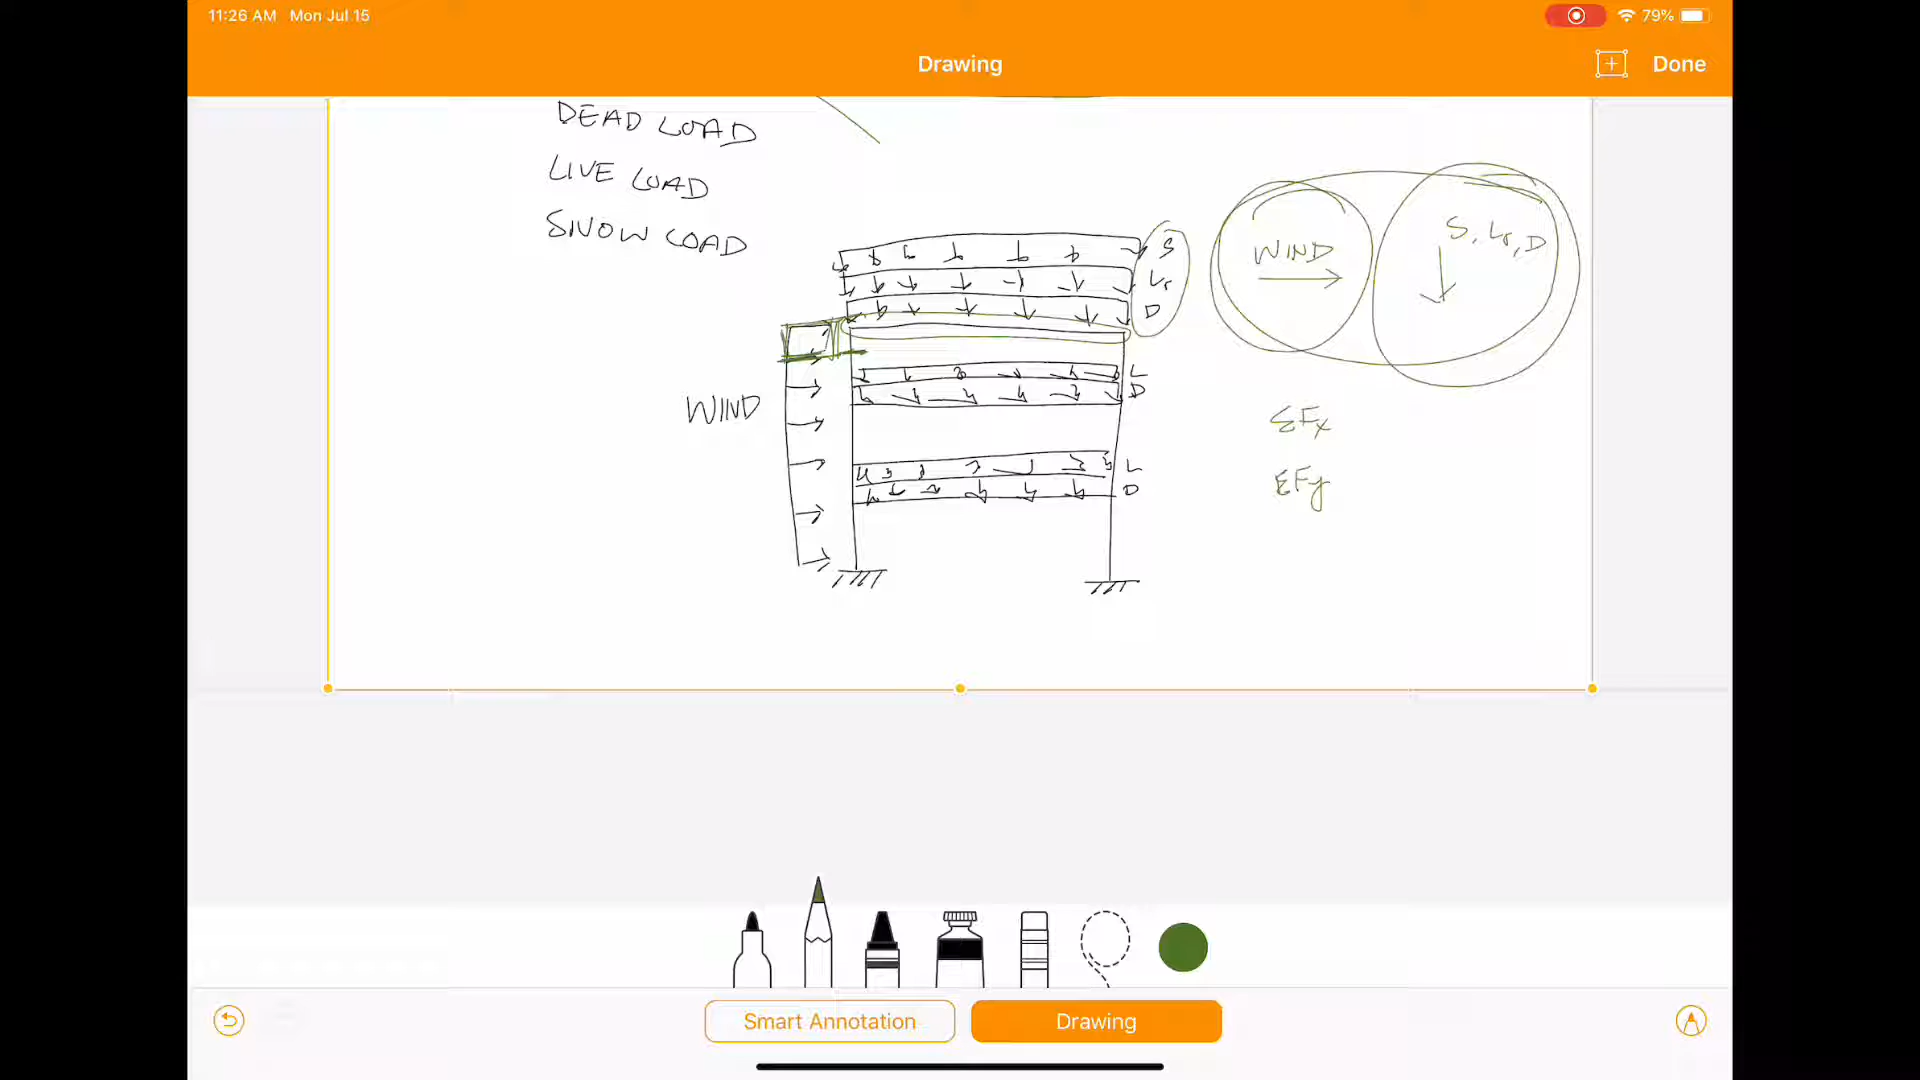 11:26 AM Mon Jul 15
79%
Drawing
Done
DEAD LOAD
LIVE LOAD
SNOW LOAD
S
Lr
D
WIND
S, Lr, D
L
D
WIND
ΣFx
L
D
ΣFy
Smart Annotation
Drawing